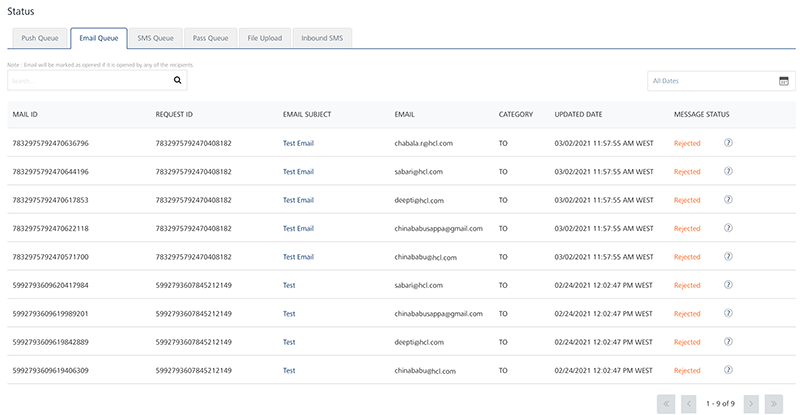 Status
Push Queue Email Queue SMS Queue Pass Queue File Upload Inbound SMS
Note : Email will be marked as opened if it is opened by any of the recipients.
Search
All Dates
MAIL ID REQUEST ID EMAIL SUBJECT EMAIL CATEGORY UPDATED DATE MESSAGE STATUS
7832975792470636796 7832975792470408182 Test Email chabala.r@hcl.com TO 03/02/2021 11:57:55 AM WEST Rejected ?
7832975792470644196 7832975792470408182 Test Email sabari@hcl.com TO 03/02/2021 11:57:55 AM WEST Rejected ?
7832975792470617853 7832975792470408182 Test Email deepti@hcl.com TO 03/02/2021 11:57:55 AM WEST Rejected ?
7832975792470622118 7832975792470408182 Test Email chinababusappa@gmail.com TO 03/02/2021 11:57:55 AM WEST Rejected ?
7832975792470571700 7832975792470408182 Test Email chinababu@hcl.com TO 03/02/2021 11:57:55 AM WEST Rejected ?
5992793609620417984 5992793607845212149 Test sabari@hcl.com TO 02/24/2021 12:02:47 PM WEST Rejected ?
5992793609619989201 5992793607845212149 Test chinababusappa@gmail.com TO 02/24/2021 12:02:47 PM WEST Rejected ?
5992793609619842889 5992793607845212149 Test deepti@hcl.com TO 02/24/2021 12:02:47 PM WEST Rejected ?
5992793609619406309 5992793607845212149 Test chinababu@hcl.com TO 02/24/2021 12:02:47 PM WEST Rejected ?
« ‹ 1 - 9 of 9 › »